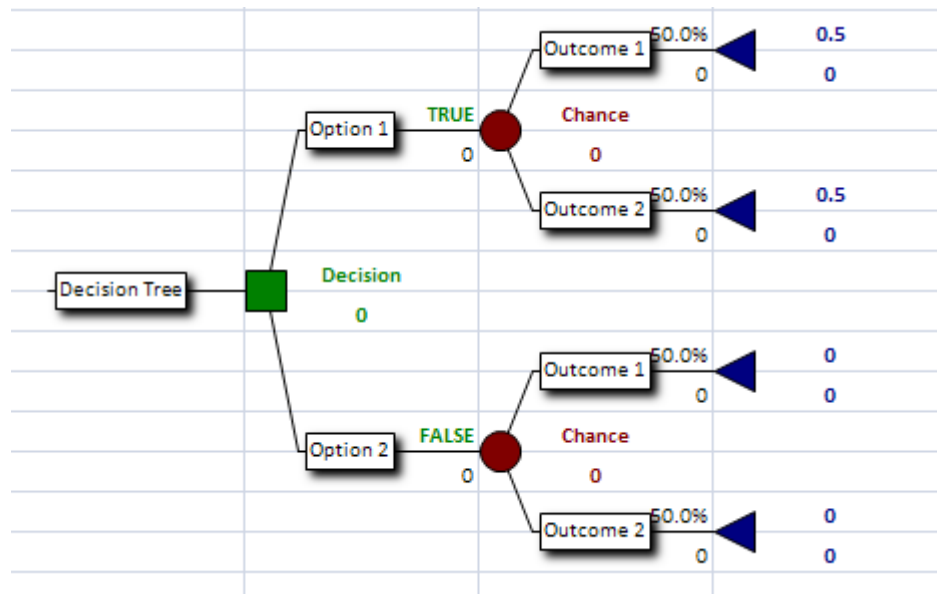 Outcome 1 50.0% 0.5
0 0
Option 1 TRUE Chance
0 0
Outcome 2 50.0% 0.5
0 0
Decision Tree Decision
0
Outcome 1 50.0% 0
0 0
Option 2 FALSE Chance
0 0
Outcome 2 50.0% 0
0 0